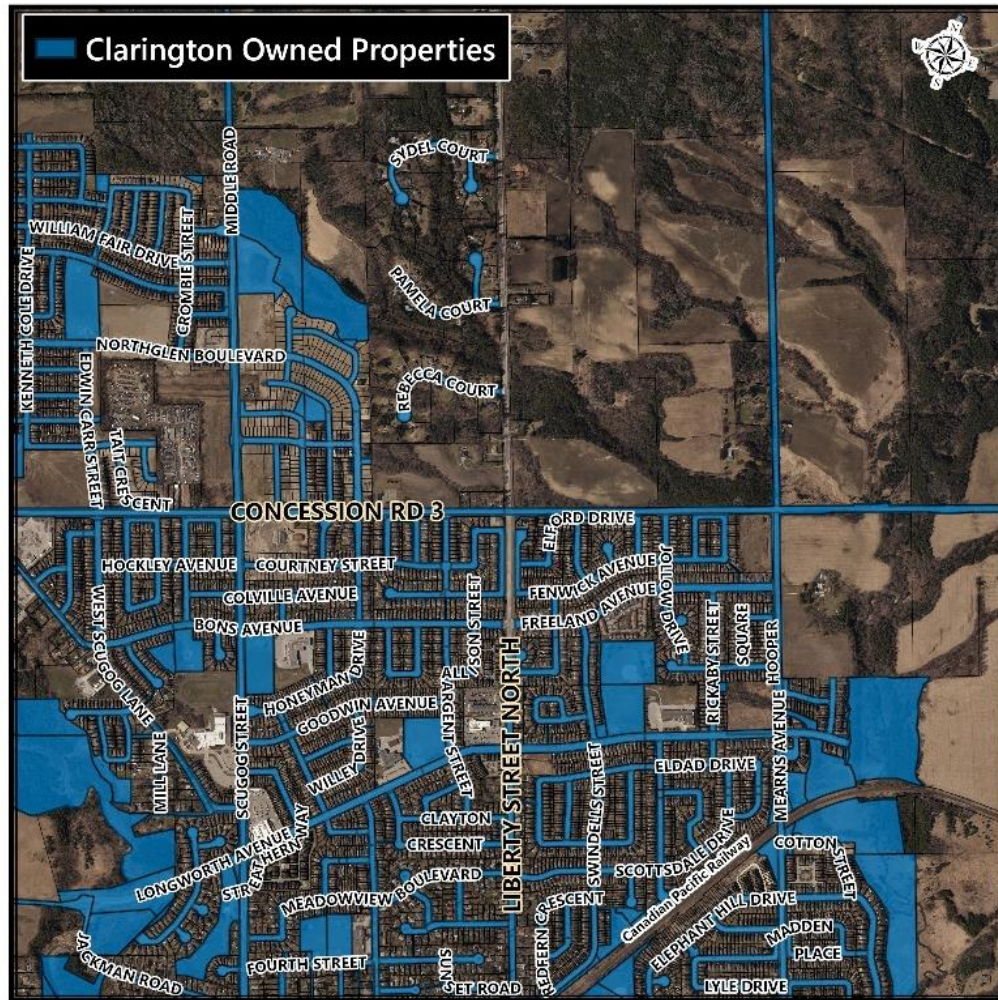 Clarington Owned Properties
SYDEL COURT
MIDDLE ROAD
WILLIAM FAIR DRIVE
CROMBIE STREET
KENNETH COLE DRIVE
PAMELA COURT
NORTHGLEN BOULEVARD
REBECCA COURT
EDWIN CARR STREET
TAIT CRESCENT
CONCESSION RD 3
ELFORD DRIVE
HOCKLEY AVENUE
COURTNEY STREET
COLVILLE AVENUE
FENWICK AVENUE
FREELAND AVENUE
JOLLOW DRIVE
WEST SCUGOG LANE
BONS AVENUE
RICKABY STREET
SQUARE
HONEYMAN DRIVE
GOODWIN AVENUE
SARGENT STREET
LIBERTY STREET NORTH
MEARNS AVENUE
HOOPER
MILL LANE
SCUGOG STREET
WILLEY DRIVE
SWINDELLS STREET
ELDAD DRIVE
CLAYTON
CRESCENT
LONGWORTH AVENUE
STREATHERN WAY
MEADOWVIEW BOULEVARD
SCOTTSDALE DRIVE
Canadian Pacific Railway
COTTON STREET
REDFERN CRESCENT
ELEPHANT HILL DRIVE
MADDEN
PLACE
JACKMAN ROAD
FOURTH STREET
LYLE DRIVE